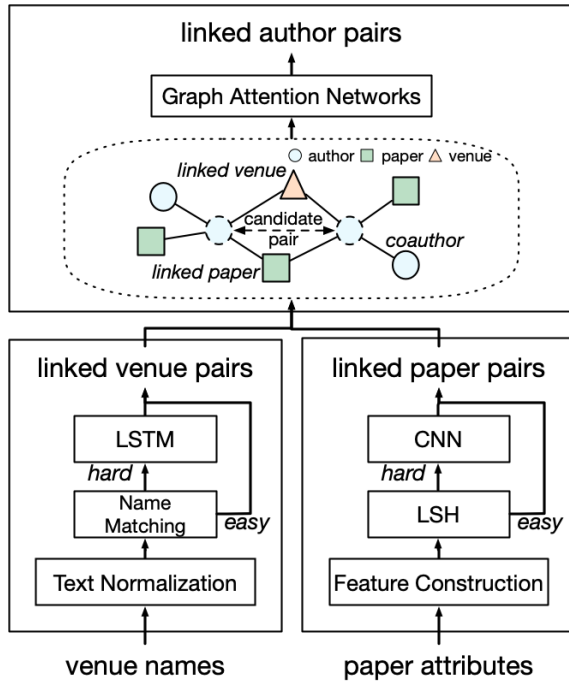 linked author pairs
Graph Attention Networks
author paper venue
linked venue
candidate
pair
coauthor
linked paper
linked venue pairs
LSTM
hard
Name
Matching
easy
Text Normalization
venue names
linked paper pairs
CNN
hard
LSH
easy
Feature Construction
paper attributes